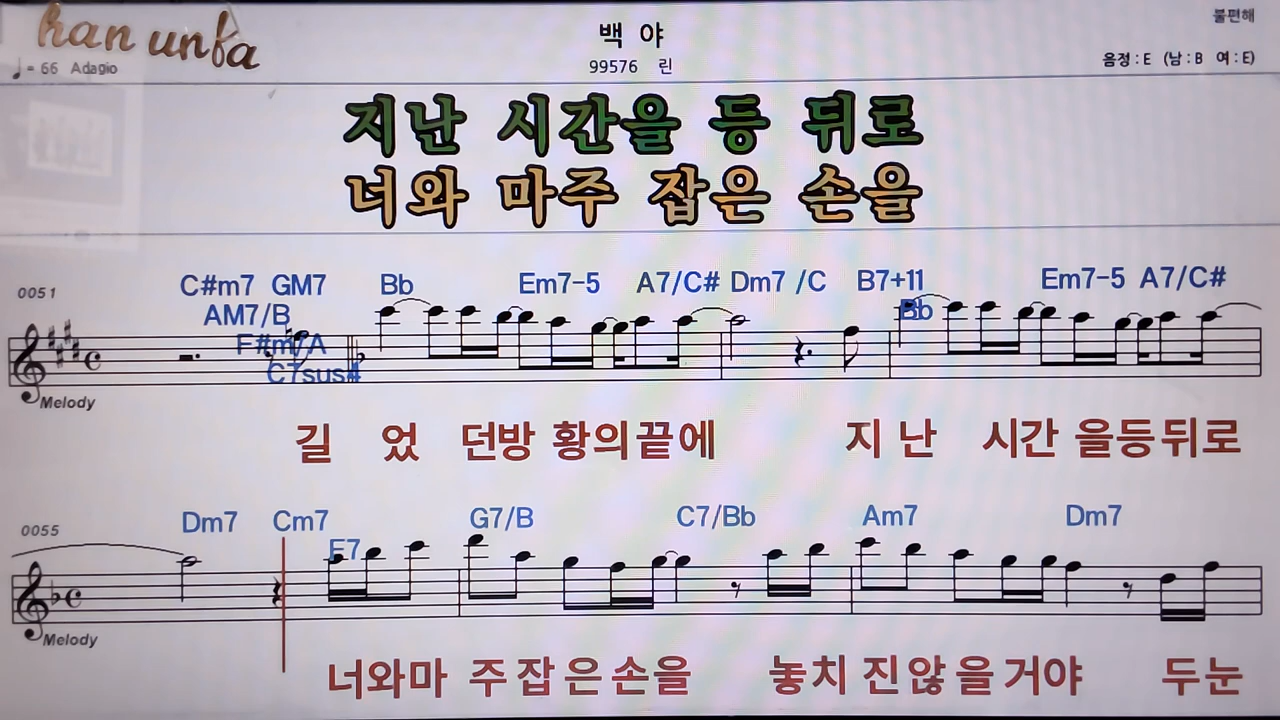 han unfa
불편해
백 야
♩= 66 Adagio
99576 린
음정 : E (남 : B 여 : E)
지난 시간을 등 뒤로
너와 마주 잡은 손을
0051
C#m7 GM7 Bb Em7-5 A7/C# Dm7 /C B7+11 Em7-5 A7/C#
AM7/B Bb
F#m7/A
C7sus4
Melody
길 었 던방 황의끝에 지 난 시간 을등뒤로
0055
Dm7 Cm7 G7/B C7/Bb Am7 Dm7
F7
Melody
너와마 주 잡 은 손을 놓치 진않 을 거야 두눈